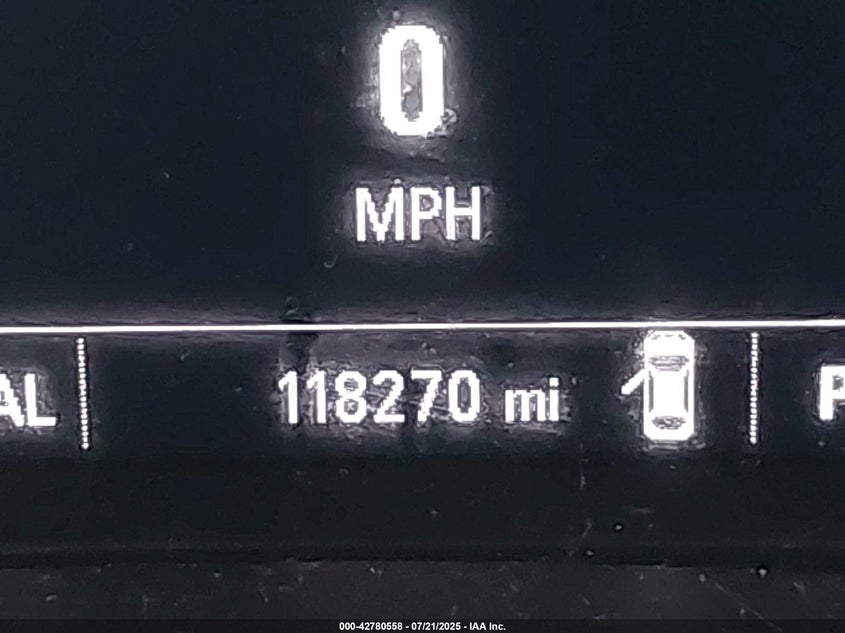 0
MPH
AL 118270 mi P
000-42780558 - 07/21/2025 - IAA Inc.